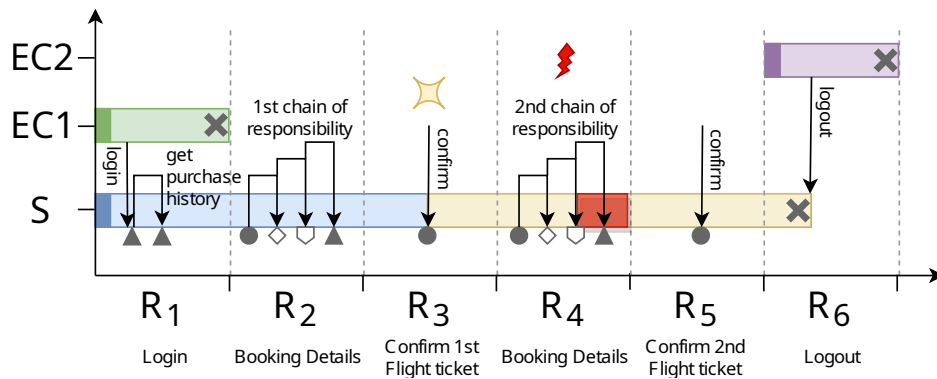 EC2
EC1
S
1st chain of
responsibility
2nd chain of
responsibility
login
get
purchase
history
confirm
confirm
logout
R1
R2
R3
R4
R5
R6
Login
Booking Details
Confirm 1st
Flight ticket
Booking Details
Confirm 2nd
Flight ticket
Logout